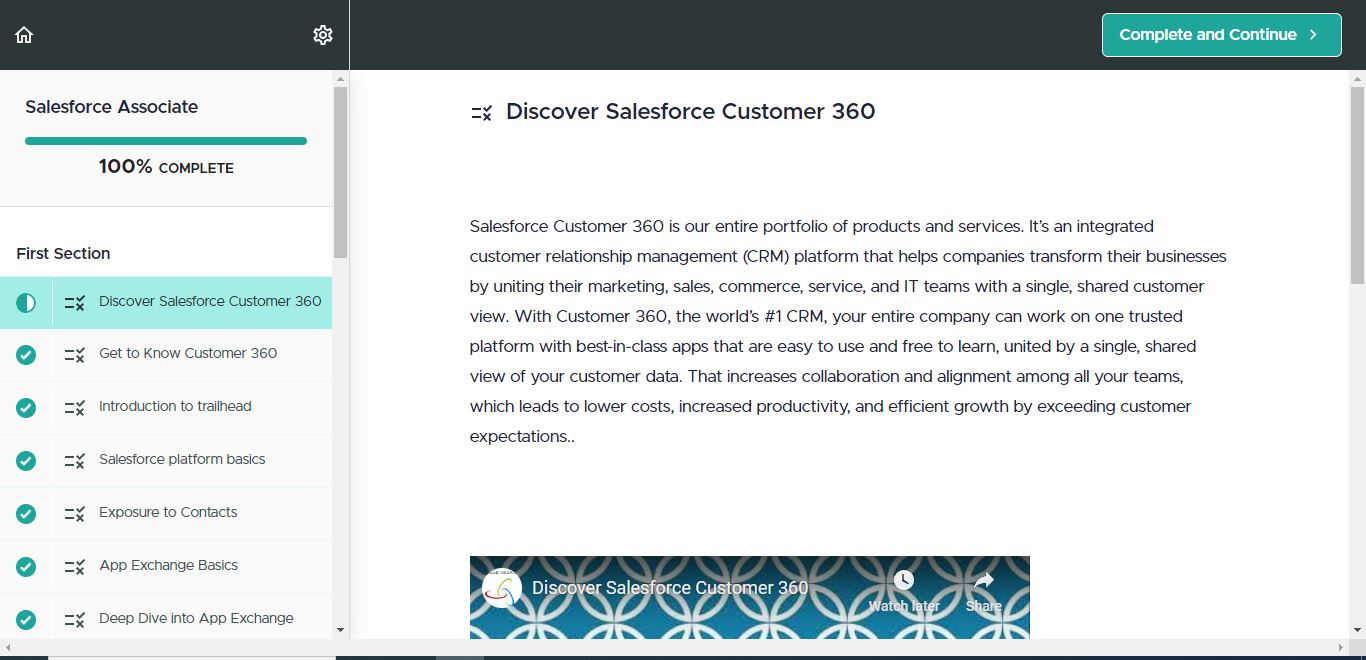 Complete and Continue
Salesforce Associate
100% COMPLETE
First Section
Discover Salesforce Customer 360
Get to Know Customer 360
Introduction to trailhead
Salesforce platform basics
Exposure to Contacts
App Exchange Basics
Deep Dive into App Exchange
Discover Salesforce Customer 360
Salesforce Customer 360 is our entire portfolio of products and services. It’s an integrated
customer relationship management (CRM) platform that helps companies transform their businesses
by uniting their marketing, sales, commerce, service, and IT teams with a single, shared customer
view. With Customer 360, the world’s #1 CRM, your entire company can work on one trusted
platform with best-in-class apps that are easy to use and free to learn, united by a single, shared
view of your customer data. That increases collaboration and alignment among all your teams,
which leads to lower costs, increased productivity, and efficient growth by exceeding customer
expectations..
Discover Salesforce Customer 360
Watch later
Share